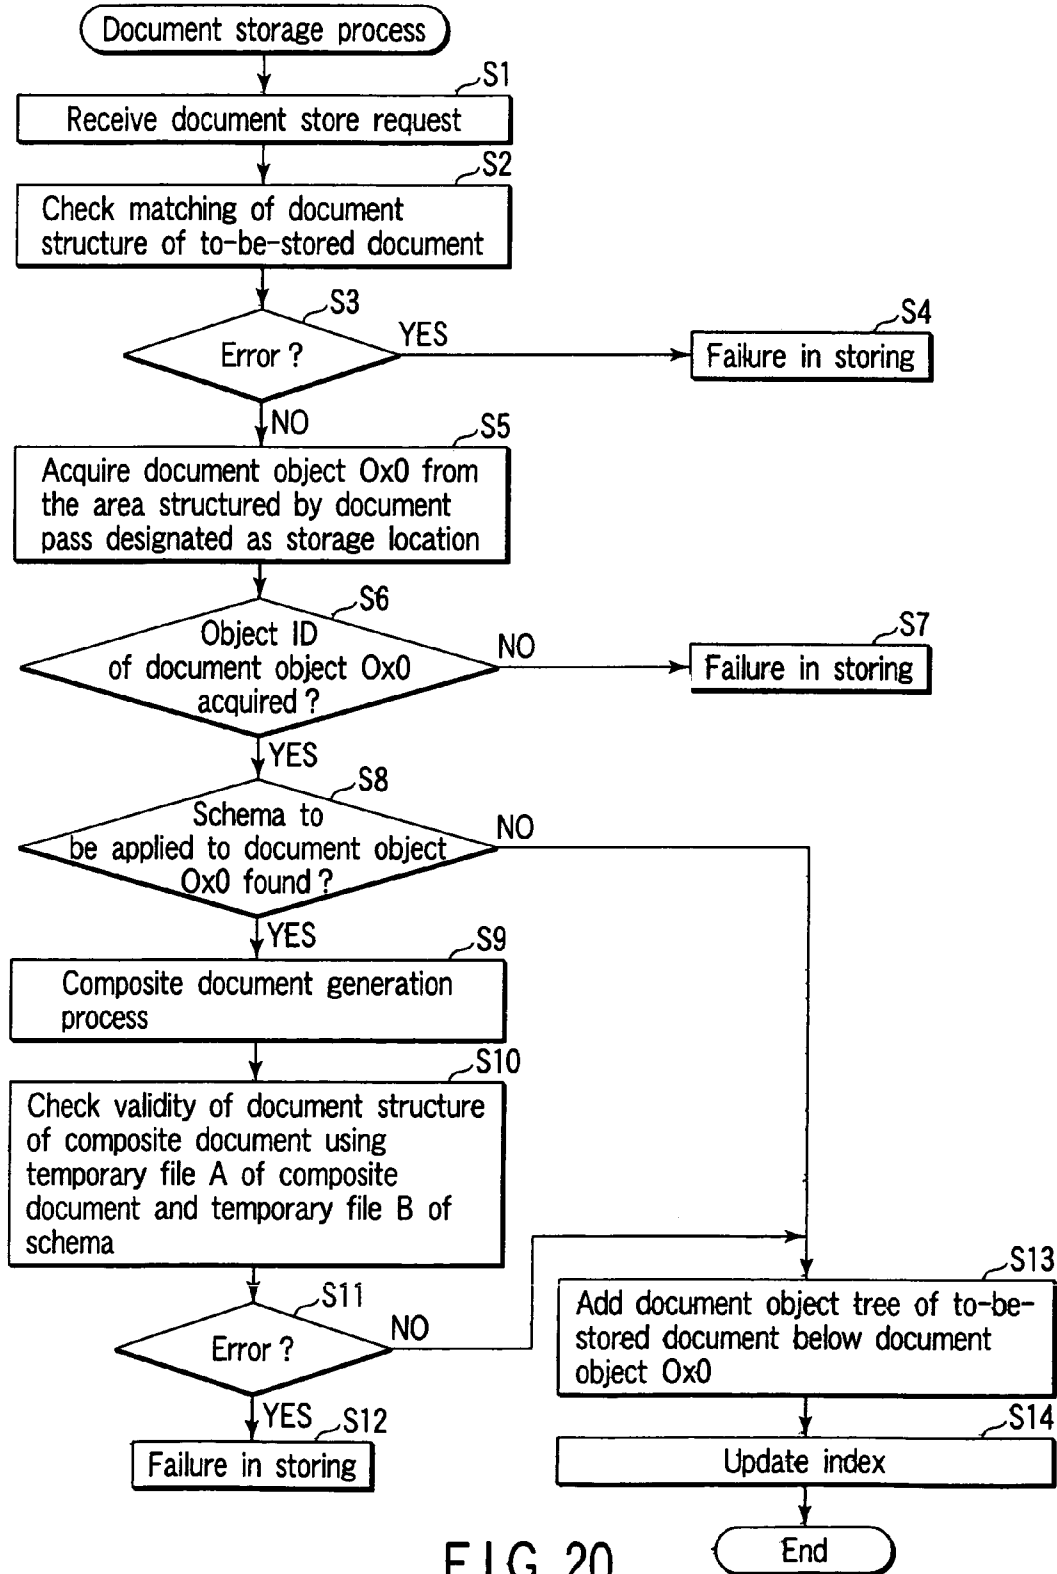 Document storage process
S1
Receive document store request
S2
Check matching of document
structure of to-be-stored document
S3
Error ?
YES
S4
Failure in storing
NO
S5
Acquire document object Ox0 from
the area structured by document
pass designated as storage location
S6
Object ID
of document object Ox0
acquired ?
NO
S7
Failure in storing
YES
S8
Schema to
be applied to document object
Ox0 found ?
NO
YES
S9
Composite document generation
process
S10
Check validity of document structure
of composite document using
temporary file A of composite
document and temporary file B of
schema
S11
Error ?
NO
YES
S12
Failure in storing
S13
Add document object tree of to-be-
stored document below document
object Ox0
S14
Update index
End
FIG. 20